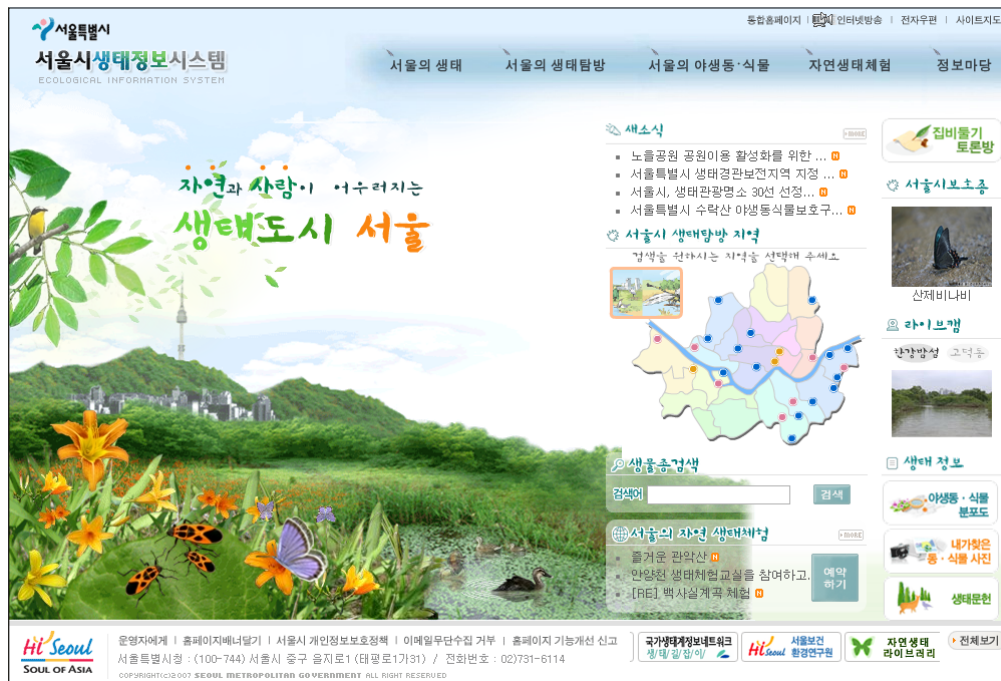 서울특별시
통합홈페이지 | 인터넷방송 | 전자우편 | 사이트지도
서울시생태정보시스템
ECOLOGICAL INFORMATION SYSTEM
서울의 생태 서울의 생태탐방 서울의 야생동·식물 자연생태체험 정보마당
자연과 사람이 어우러지는
생태도시 서울
새소식
more
노을공원 공원이용 활성화를 위한 ...
서울특별시 생태경관보전지역 지정 ...
서울시, 생태관광명소 30선 선정...
서울특별시 수락산 야생동식물보호구...
서울시 생태탐방 지역
검색을 원하시는 지역을 선택해 주세요
생물종검색
검색어
검색
서울의 자연 생태체험
more
즐거운 관악산
안양천 생태체험교실을 참여하고.
[RE] 백사실계곡 체험
예약
하기
집비둘기
토론방
서울시보호종
산제비나비
라이브캠
한강밤섬 고덕동
생태 정보
야생동·식물
분포도
내가찾은
동·식물 사진
생태문헌
Hi Seoul
SOUL OF ASIA
운영자에게 | 홈페이지배너달기 | 서울시 개인정보보호정책 | 이메일무단수집 거부 | 홈페이지 기능개선 신고
서울특별시청 : (100-744) 서울시 중구 을지로1 (태평로1가31) / 전화번호 : 02)731-6114
COPYRIGHT(C)2007 SEOUL METROPOLITAN GOVERNMENT ALL RIGHT RESERVED
국가생태계정보네트워크
생/태/길/잡/이/
Hi Seoul 서울보건
환경연구원
자연생태
라이브러리
전체보기